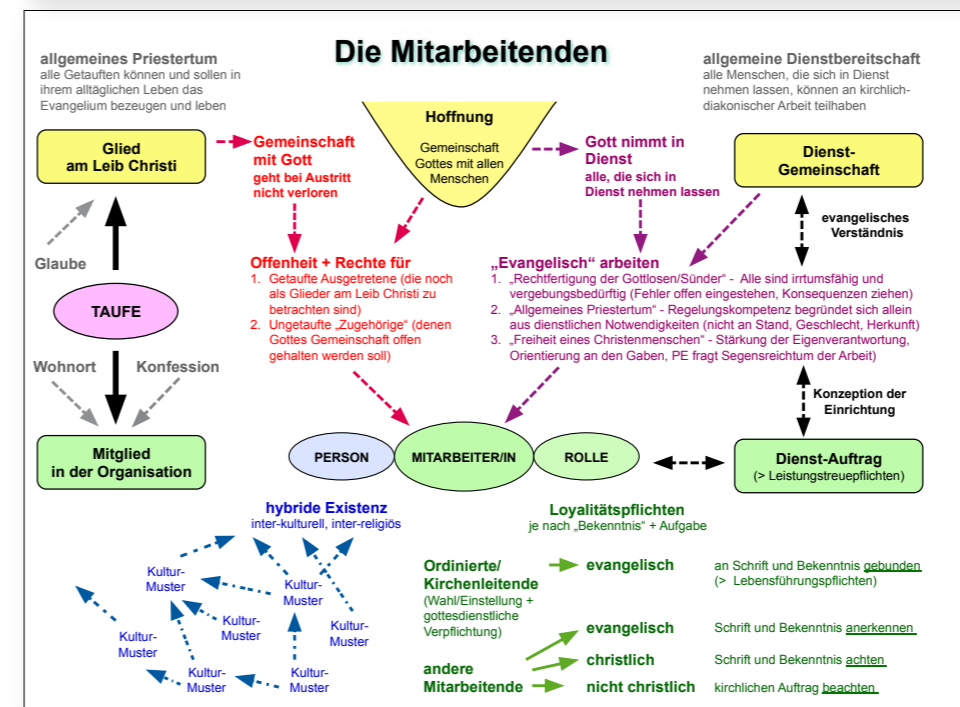 Die Mitarbeitenden
allgemeines Priestertum
alle Getauften können und sollen in
ihrem alltäglichen Leben das
Evangelium bezeugen und leben
allgemeine Dienstbereitschaft
alle Menschen, die sich in Dienst
nehmen lassen, können an kirchlich-
diakonischer Arbeit teilhaben
Glied
am Leib Christi
Gemeinschaft
mit Gott
geht bei Austritt
nicht verloren
Hoffnung
Gemeinschaft
Gottes mit allen
Menschen
Gott nimmt in
Dienst
alle, die sich in
Dienst nehmen lassen
Dienst-
Gemeinschaft
evangelisches
Verständnis
Glaube
TAUFE
Offenheit + Rechte für
1. Getaufte Ausgetretene (die noch
als Glieder am Leib Christi zu
betrachten sind)
2. Ungetaufte „Zugehörige“ (denen
Gottes Gemeinschaft offen
gehalten werden soll)
„Evangelisch“ arbeiten
1. „Rechtfertigung der Gottlosen/Sünder“ - Alle sind irrtumsfähig und
vergebungsbedürftig (Fehler offen eingestehen, Konsequenzen ziehen)
2. „Allgemeines Priestertum“ - Regelungskompetenz begründet sich allein
aus dienstlichen Notwendigkeiten (nicht an Stand, Geschlecht, Herkunft)
3. „Freiheit eines Christenmenschen“ - Stärkung der Eigenverantwortung,
Orientierung an den Gaben, PE fragt Segensreichtum der Arbeit)
Wohnort
Konfession
Konzeption der
Einrichtung
Mitglied
in der Organisation
PERSON
MITARBEITER/IN
ROLLE
Dienst-Auftrag
(> Leistungstreuepflichten)
hybride Existenz
inter-kulturell, inter-religiös
Kultur-
Muster
Kultur-
Muster
Kultur-
Muster
Kultur-
Muster
Kultur-
Muster
Kultur-
Muster
Kultur-
Muster
Loyalitätspflichten
je nach „Bekenntnis“ + Aufgabe
Ordinierte/
Kirchenleitende
(Wahl/Einstellung +
gottesdienstliche
Verpflichtung)
evangelisch
an Schrift und Bekenntnis gebunden
(> Lebensführungspflichten)
andere
Mitarbeitende
evangelisch
Schrift und Bekenntnis anerkennen
christlich
Schrift und Bekenntnis achten
nicht christlich
kirchlichen Auftrag beachten